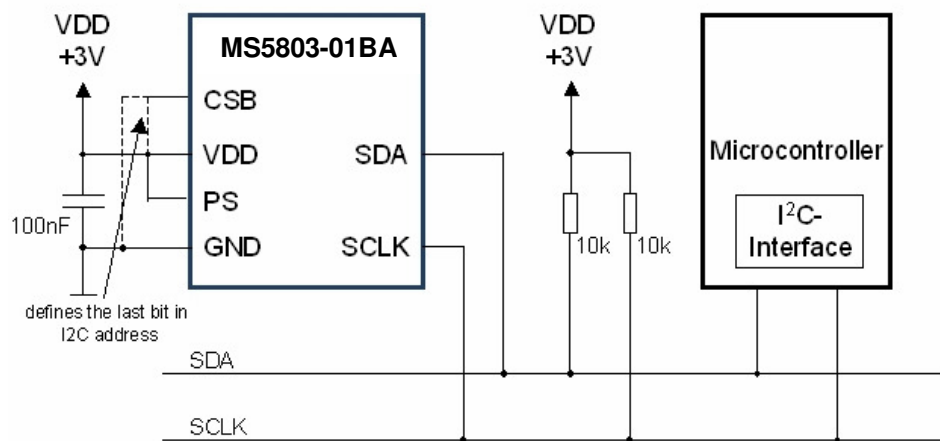 VDD
+3V
MS5803-01BA
CSB
VDD
PS
GND
SDA
SCLK
100nF
defines the last bit in
I2C address
VDD
+3V
10k
10k
Microcontroller
I²C-
Interface
SDA
SCLK